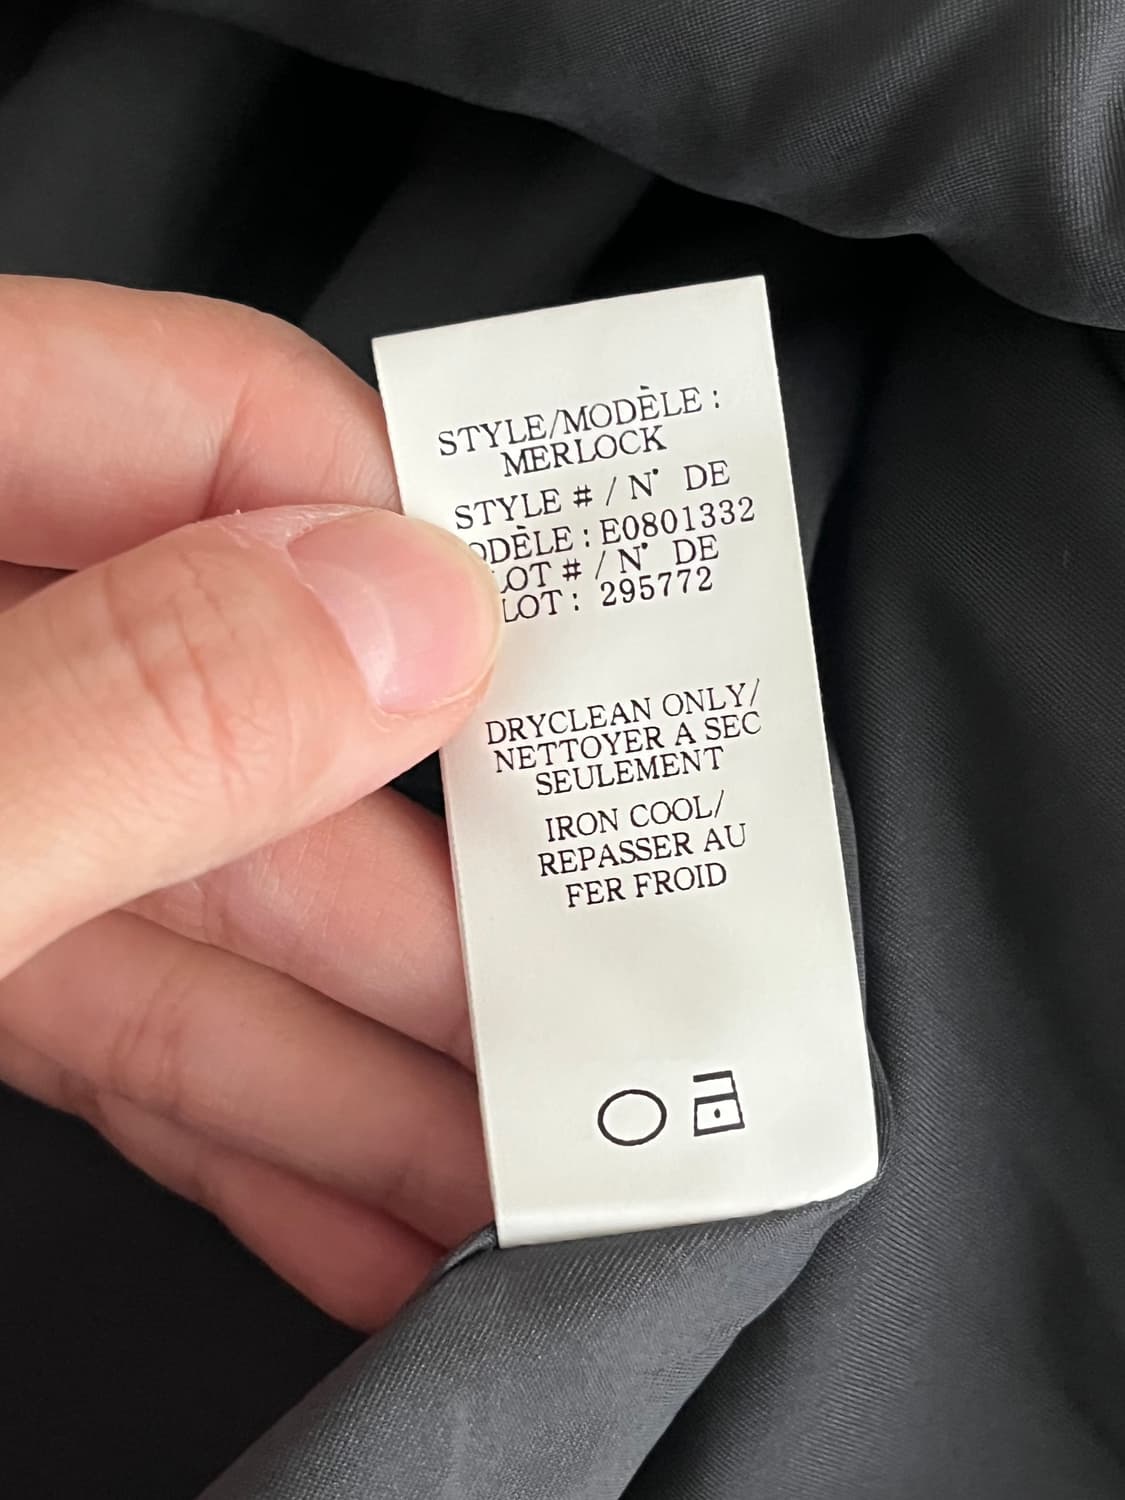 STYLE/MODÈLE :
MERLOCK
STYLE # / N° DE
ODÈLE : E0801332
LOT # / N° DE
LOT : 295772
DRYCLEAN ONLY/
NETTOYER A SEC
SEULEMENT
IRON COOL/
REPASSER AU
FER FROID